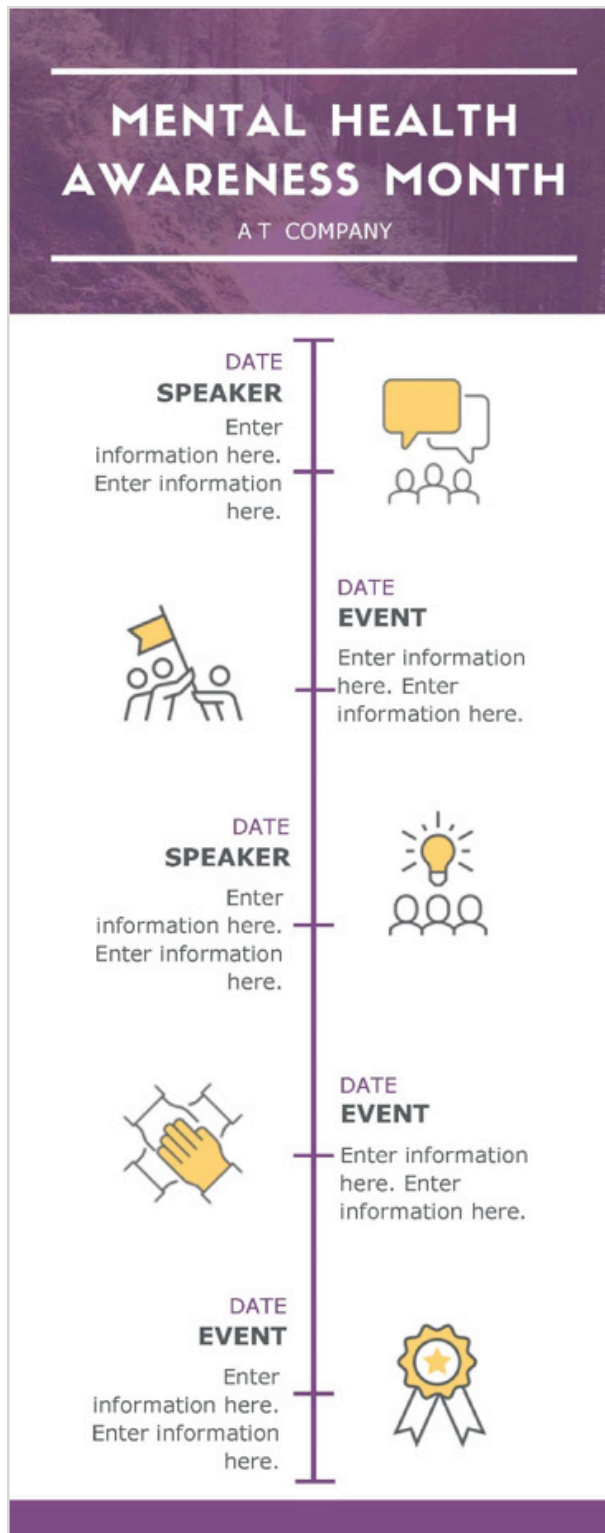 MENTAL HEALTH
AWARENESS MONTH
AT COMPANY
DATE
SPEAKER
Enter
information here.
Enter information
here.
DATE
EVENT
Enter information
here. Enter
information here.
DATE
SPEAKER
Enter
information here.
Enter information
here.
DATE
EVENT
Enter information
here. Enter
information here.
DATE
EVENT
Enter
information here.
Enter information
here.